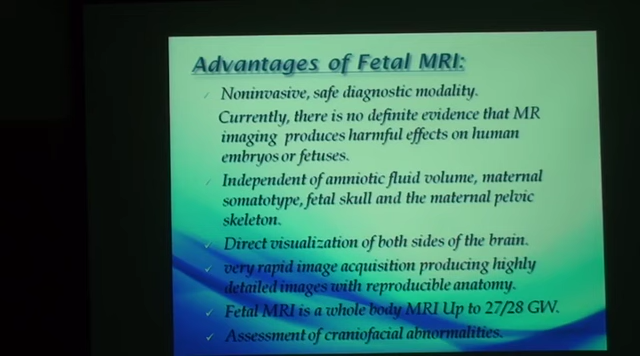 Advantages of Fetal MRI:
Noninvasive, safe diagnostic modality.
Currently, there is no definite evidence that MR
imaging produces harmful effects on human
embryos or fetuses.
Independent of amniotic fluid volume, maternal
somatotype, fetal skull and the maternal pelvic
skeleton.
Direct visualization of both sides of the brain.
very rapid image acquisition producing highly
detailed images with reproducible anatomy.
Fetal MRI is a whole body MRI Up to 27/28 GW.
Assessment of craniofacial abnormalities.